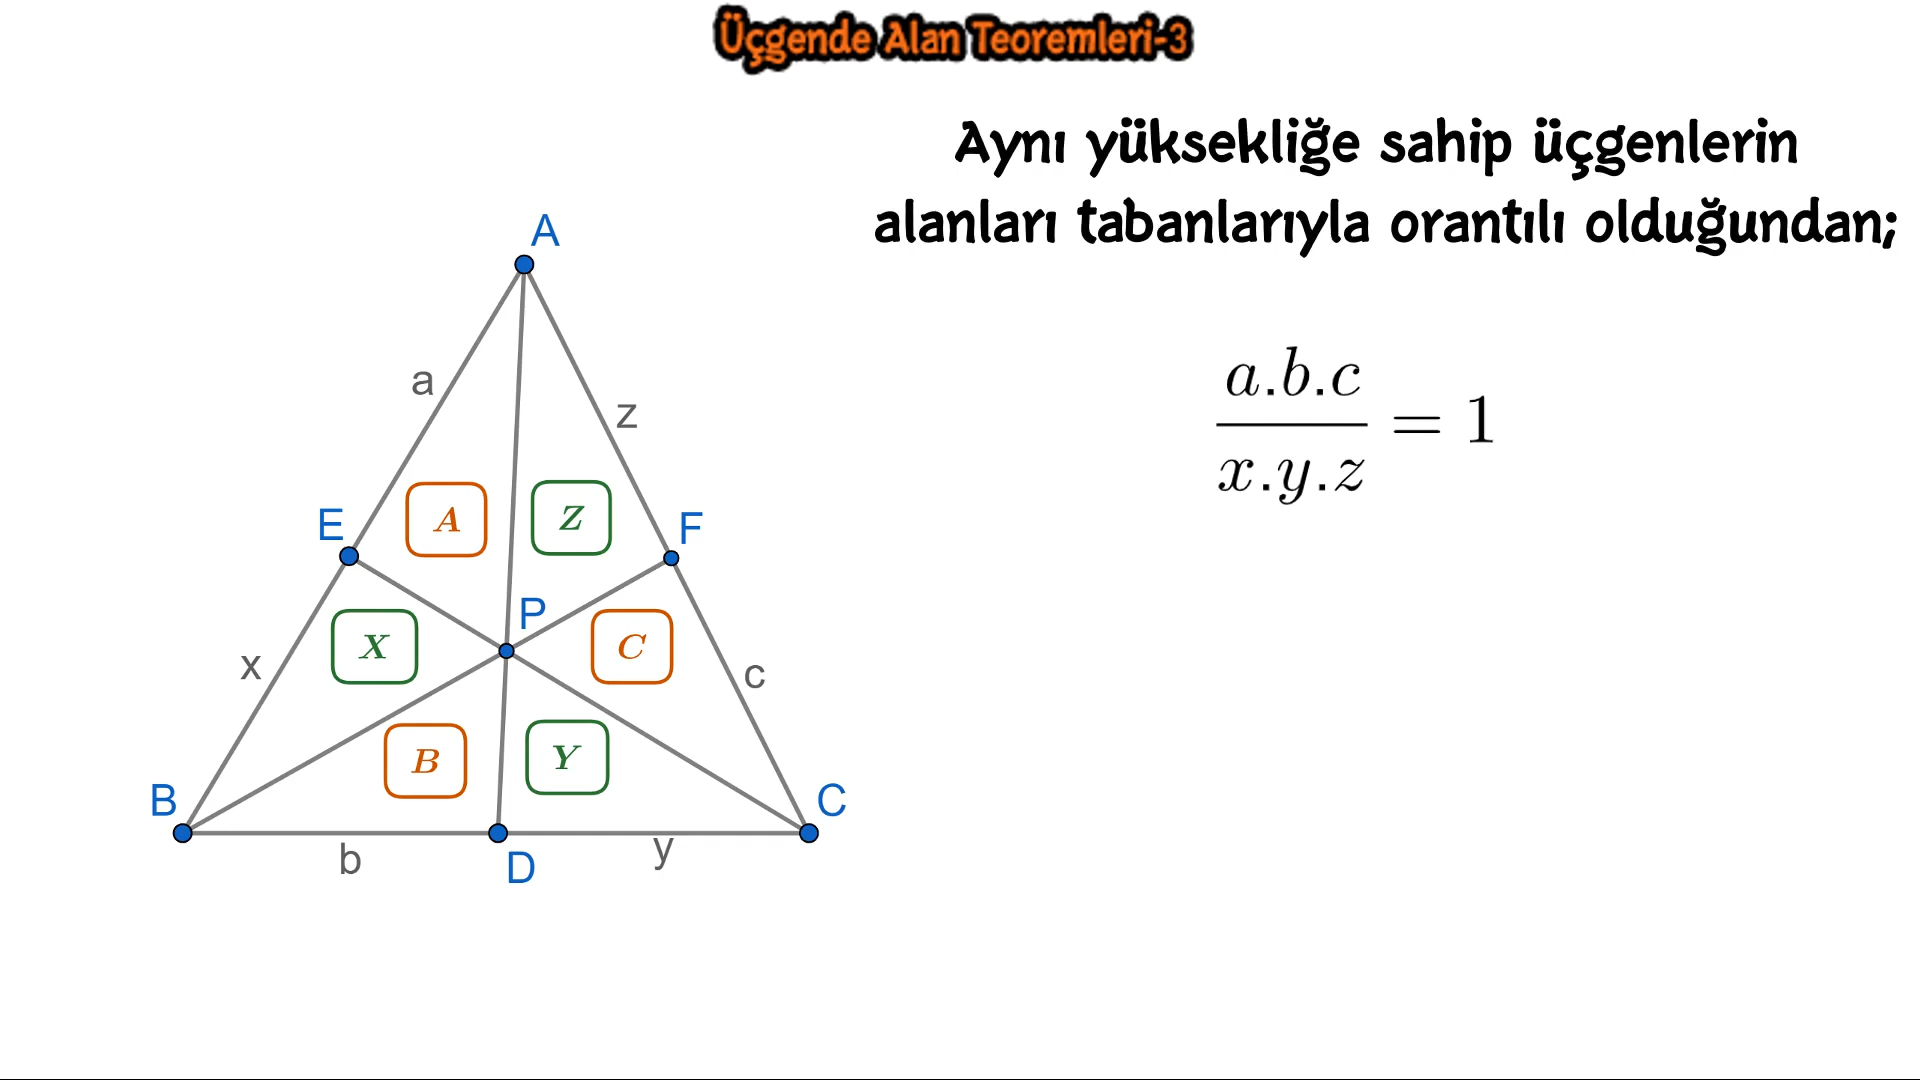 Üçgende Alan Teoremleri-3
Aynı yüksekliğe sahip üçgenlerin
alanları tabanlarıyla orantılı olduğundan;
a.b.c
x.y.z
= 1
A
a
z
E
A
Z
F
P
x
X
C
c
B
Y
B
C
b
D
y